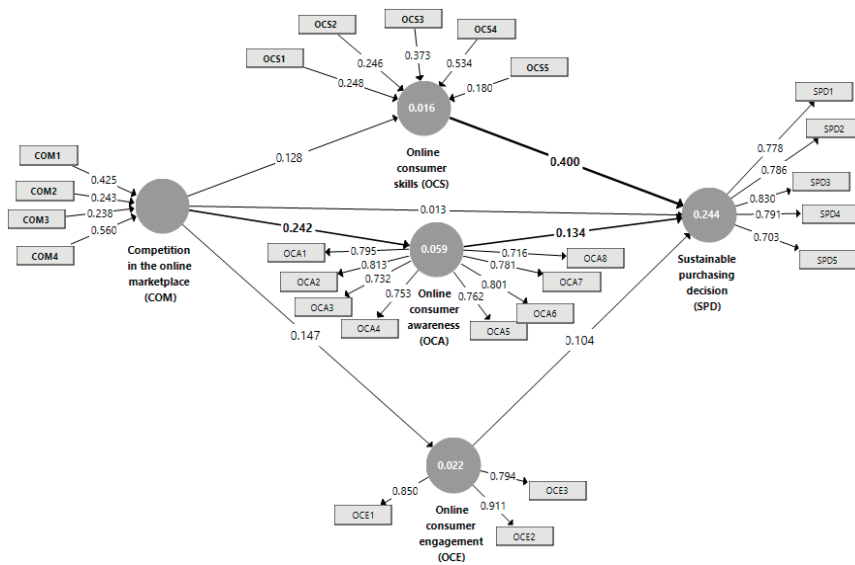 OCS3
OCS2
OCS4
OCS1
OCS5
0.373
0.246
0.534
0.248
0.180
0.016
Online
consumer
skills (OCS)
SPD1
SPD2
SPD3
SPD4
SPD5
0.778
0.786
0.830
0.791
0.703
0.244
Sustainable
purchasing
decision
(SPD)
COM1
COM2
COM3
COM4
0.425
0.243
0.238
0.560
Competition
in the online
marketplace
(COM)
0.128
0.400
0.013
0.242
0.134
0.147
0.104
0.059
Online
consumer
awareness
(OCA)
OCA1
OCA2
OCA3
OCA4
OCA5
OCA6
OCA7
OCA8
0.795
0.813
0.732
0.753
0.762
0.801
0.781
0.716
0.022
Online
consumer
engagement
(OCE)
0.850
0.911
0.794
OCE1
OCE2
OCE3